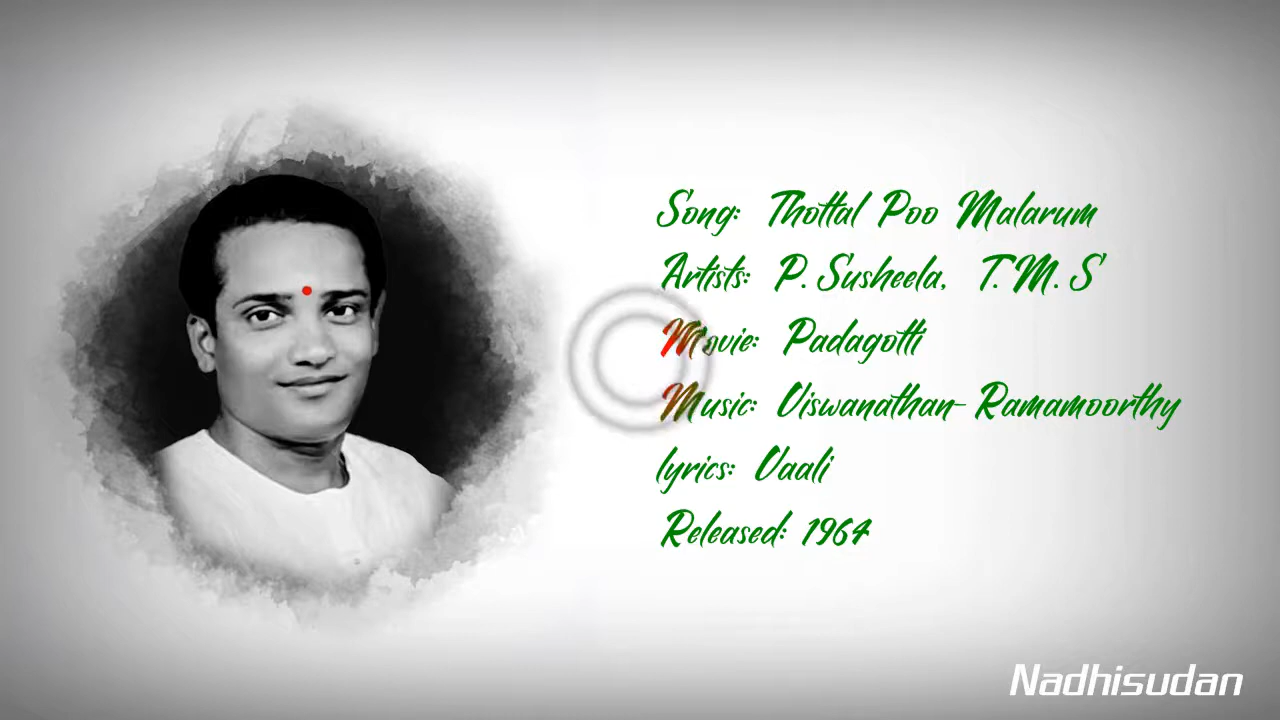 Song: Thottal Poo Malarum
Artists: P. Susheela, T. M. S
Movie: Padagotti
Music: Viswanathan- Ramamoorthy
lyrics: Vaali
Released: 1964
Nadhisudan